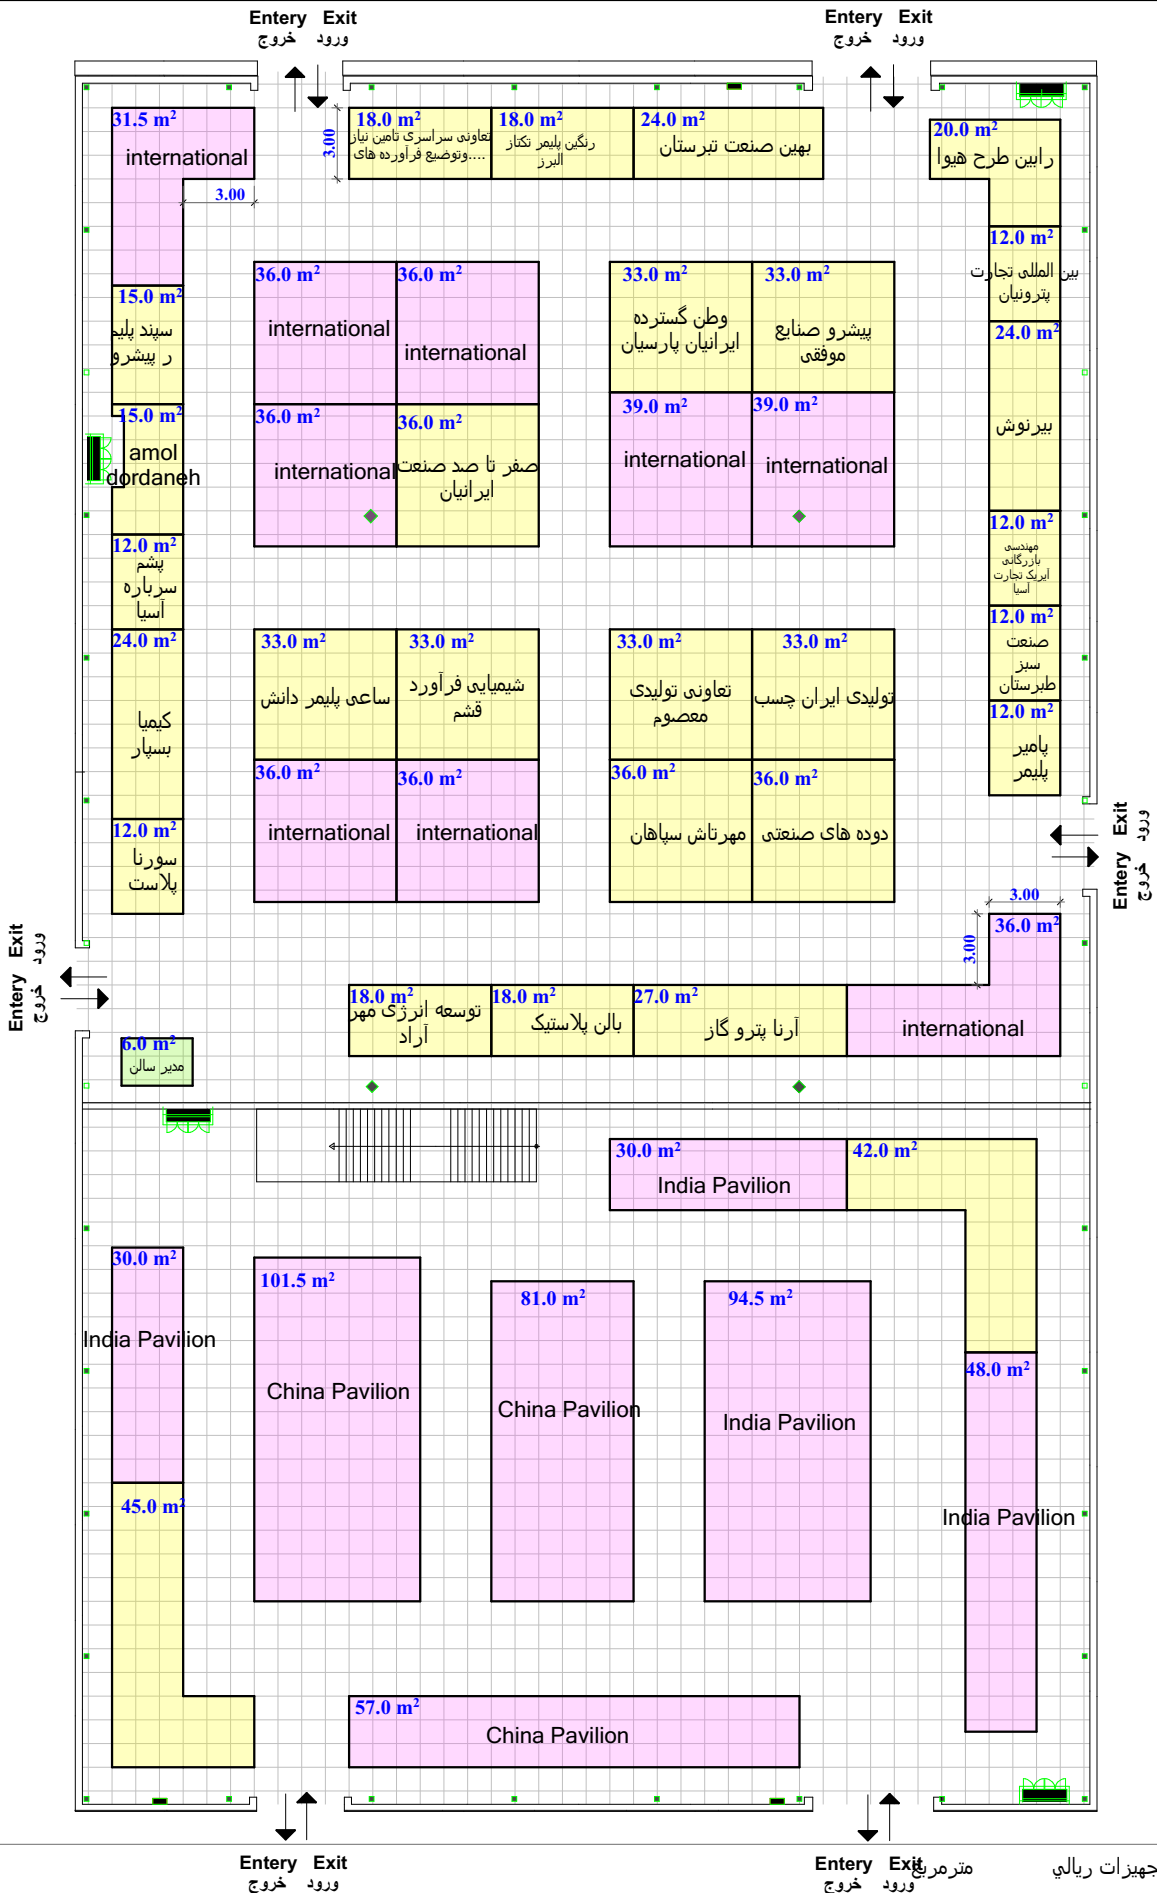 Entery Exit
خروج ورود
Entery Exit
خروج ورود
31.5 m²
international
3.00
3.00
18.0 m²
تعاونی سراسری تامین نیاز
وتوضیع فرآورده های....
18.0 m²
رنگین پلیمر تکتاز
البرز
24.0 m²
بهین صنعت تبرستان
20.0 m²
رابین طرح هیوا
12.0 m²
بین المللی تجارت
پترونیان
24.0 m²
بیرنوش
12.0 m²
مهندسی
بازرگانی
آیریک تجارت
آسیا
12.0 m²
صنعت
سبز
طبرستان
12.0 m²
پامیر
پلیمر
15.0 m²
سپند پلیم
ر پیشرو
15.0 m²
amol
dordaneh
12.0 m²
پشم
سرباره
آسیا
24.0 m²
کیمیا
بسپار
12.0 m²
سورنا
پلاست
36.0 m²
international
36.0 m²
international
36.0 m²
international
36.0 m²
صفر تا صد صنعت
ایرانیان
33.0 m²
وطن گسترده
ایرانیان پارسیان
33.0 m²
پیشرو صنایع
موفقی
39.0 m²
international
39.0 m²
international
33.0 m²
ساعی پلیمر دانش
33.0 m²
شیمیایی فرآورد
قشم
36.0 m²
international
36.0 m²
international
33.0 m²
تعاونی تولیدی
معصوم
33.0 m²
تولیدی ایران چسب
36.0 m²
مهرتاش سپاهان
36.0 m²
دوده های صنعتی
Entery Exit
خروج ورود
Entery Exit
خروج ورود
3.00
3.00
36.0 m²
international
18.0 m²
توسعه انرژی مهر
آراد
18.0 m²
بالن پلاستیک
27.0 m²
آرنا پترو گاز
6.0 m²
مدیر سالن
30.0 m²
India Pavilion
42.0 m²
30.0 m²
India Pavilion
101.5 m²
China Pavilion
81.0 m²
China Pavilion
94.5 m²
India Pavilion
48.0 m²
India Pavilion
45.0 m²
57.0 m²
China Pavilion
Entery Exit
خروج ورود
Entery Exit
خروج ورود
مترمربع
جهیزات ریالي